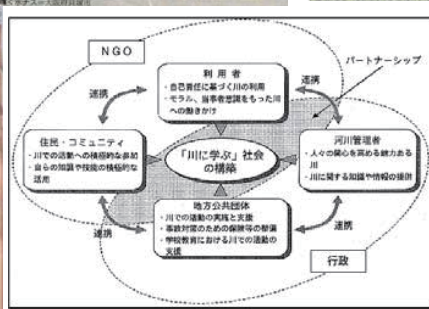 NGO
利用者
・自己責任に基づく川の利用
・モラル、当事者意識をもった川
への働きかけ
パートナーシップ
連携
連携
住民・コミュニティ
・川での活動への積極的な参加
・自らの知識や技能の積極的な
活用
「川に学ぶ」社会
の構築
河川管理者
・人々の関心を高める魅力ある
川
・川に関する知識や情報の提供
連携
連携
地方公共団体
・川での活動の実施と支援
・事故対策のための保険等の整備
・学校教育における川での活動の
支援
行政